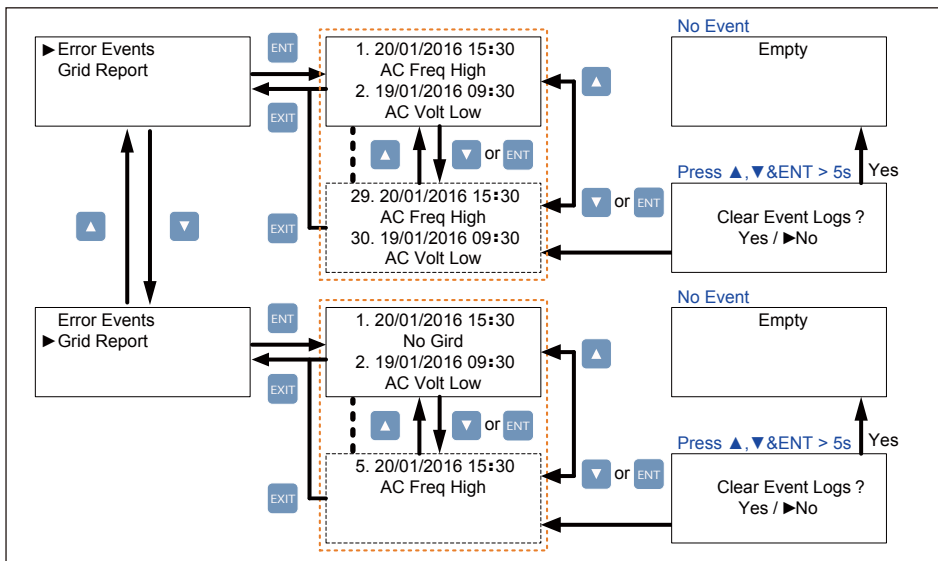 ►Error Events
Grid Report
ENT
EXIT
1. 20/01/2016 15:30
AC Freq High
2. 19/01/2016 09:30
AC Volt Low
▲
▼ or ENT
29. 20/01/2016 15:30
AC Freq High
30. 19/01/2016 09:30
AC Volt Low
EXIT
▲
▼ or ENT
No Event
Empty
Press ▲,▼&ENT > 5s
Yes
Clear Event Logs ?
Yes / ►No
▲
▼
Error Events
►Grid Report
ENT
EXIT
1. 20/01/2016 15:30
No Gird
2. 19/01/2016 09:30
AC Volt Low
▲
▼ or ENT
5. 20/01/2016 15:30
AC Freq High
EXIT
▲
▼ or ENT
No Event
Empty
Press ▲,▼&ENT > 5s
Yes
Clear Event Logs ?
Yes / ►No